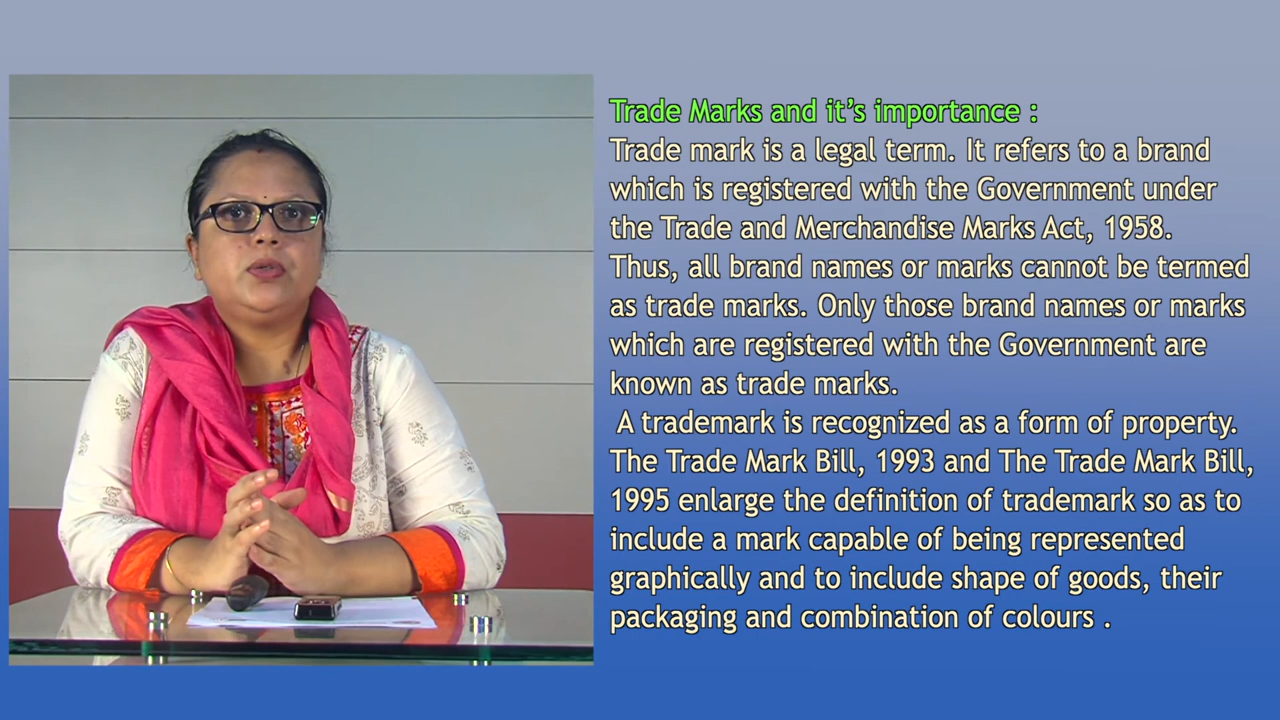 Trade Marks and it's importance :
Trade mark is a legal term. It refers to a brand
which is registered with the Government under
the Trade and Merchandise Marks Act, 1958.
Thus, all brand names or marks cannot be termed
as trade marks. Only those brand names or marks
which are registered with the Government are
known as trade marks.
A trademark is recognized as a form of property.
The Trade Mark Bill, 1993 and The Trade Mark Bill,
1995 enlarge the definition of trademark so as to
include a mark capable of being represented
graphically and to include shape of goods, their
packaging and combination of colours .